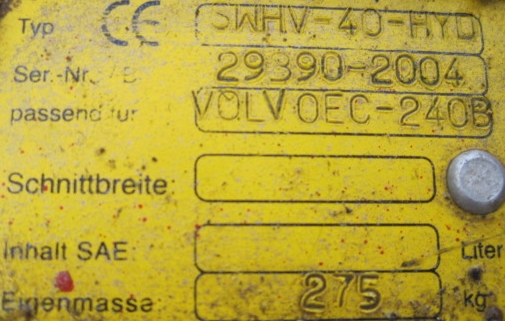 Typ CE SWHV-40-HYD
Ser.-Nr. 29390-2004
passend für VOLVOEC-240B
Schnittbreite:
Inhalt SAE: Liter
Eigenmasse: 275 kg